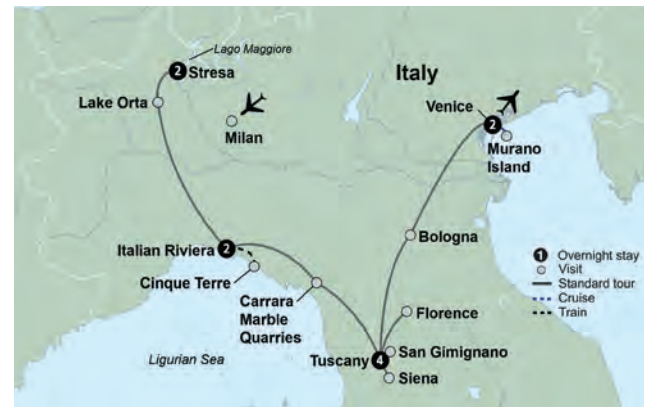 Lago Maggiore
2 Stresa
Italy
Lake Orta
Milan
Venice
2
Murano
Island
Italian Riviera 2
Bologna
Cinque Terre
Carrara
Marble
Quarries
Florence
Ligurian Sea
Tuscany 4
San Gimignano
Siena
1 Overnight stay
Visit
Standard tour
Cruise
Train